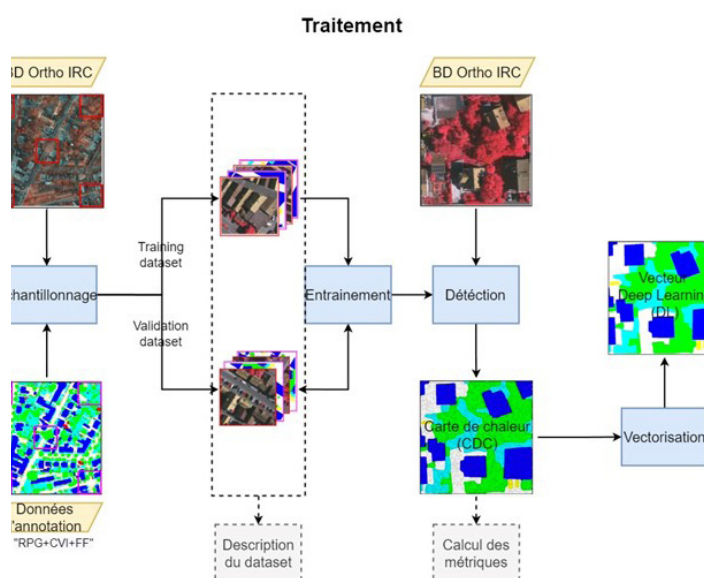 Traitement
BD Ortho IRC
BD Ortho IRC
Training
dataset
chantillonnage
Entrainement
Détéction
Validation
dataset
Vecteur
Deep Learning
(DL)
Carte de chaleur
(CDC)
Vectorisation
Données
d'annotation
"RPG+CVI+FF"
Description
du dataset
Calcul des
métriques